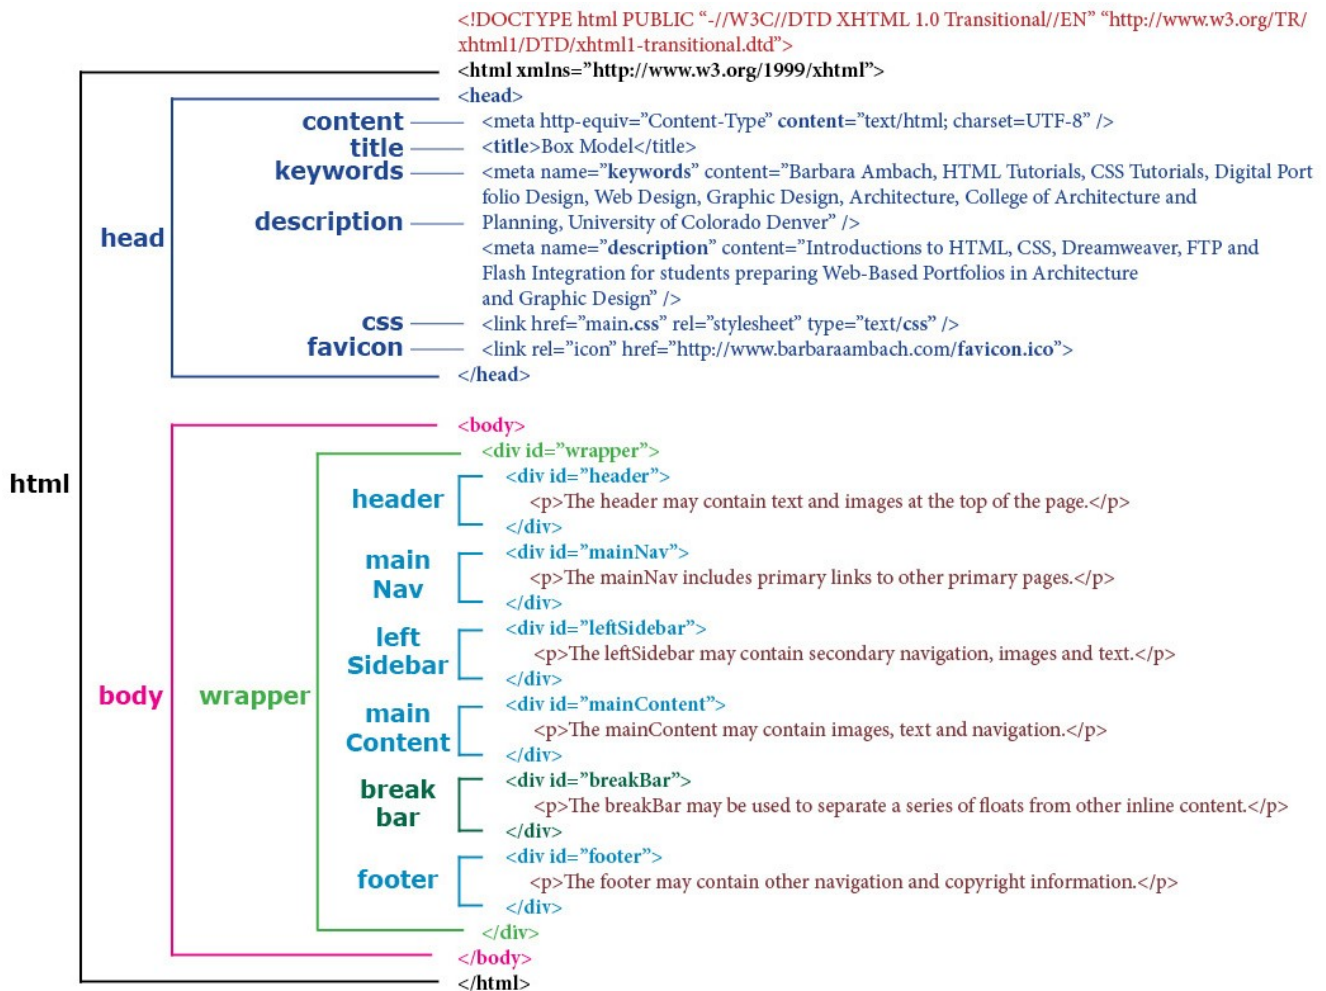 <!DOCTYPE html PUBLIC “-//W3C//DTD XHTML 1.0 Transitional//EN” “http://www.w3.org/TR/
xhtml1/DTD/xhtml1-transitional.dtd”>
<html xmlns=”http://www.w3.org/1999/xhtml”>
<head>
content
<meta http-equiv=”Content-Type” content=”text/html; charset=UTF-8” />
title
<title>Box Model</title>
keywords
<meta name=”keywords” content=”Barbara Ambach, HTML Tutorials, CSS Tutorials, Digital Port
folio Design, Web Design, Graphic Design, Architecture, College of Architecture and
description
Planning, University of Colorado Denver” />
head
<meta name=”description” content=”Introductions to HTML, CSS, Dreamweaver, FTP and
Flash Integration for students preparing Web-Based Portfolios in Architecture
and Graphic Design” />
css
<link href=”main.css” rel=”stylesheet” type=”text/css” />
favicon
<link rel=”icon” href=”http://www.barbaraambach.com/favicon.ico”>
</head>
html
<body>
body
wrapper
<div id=”wrapper”>
header
<div id=”header”>
<p>The header may contain text and images at the top of the page.</p>
</div>
main
Nav
<div id=”mainNav”>
<p>The mainNav includes primary links to other primary pages.</p>
</div>
left
Sidebar
<div id=”leftSidebar”>
<p>The leftSidebar may contain secondary navigation, images and text.</p>
</div>
main
Content
<div id=”mainContent”>
<p>The mainContent may contain images, text and navigation.</p>
</div>
break
bar
<div id=”breakBar”>
<p>The breakBar may be used to separate a series of floats from other inline content.</p>
</div>
footer
<div id=”footer”>
<p>The footer may contain other navigation and copyright information.</p>
</div>
</div>
</body>
</html>